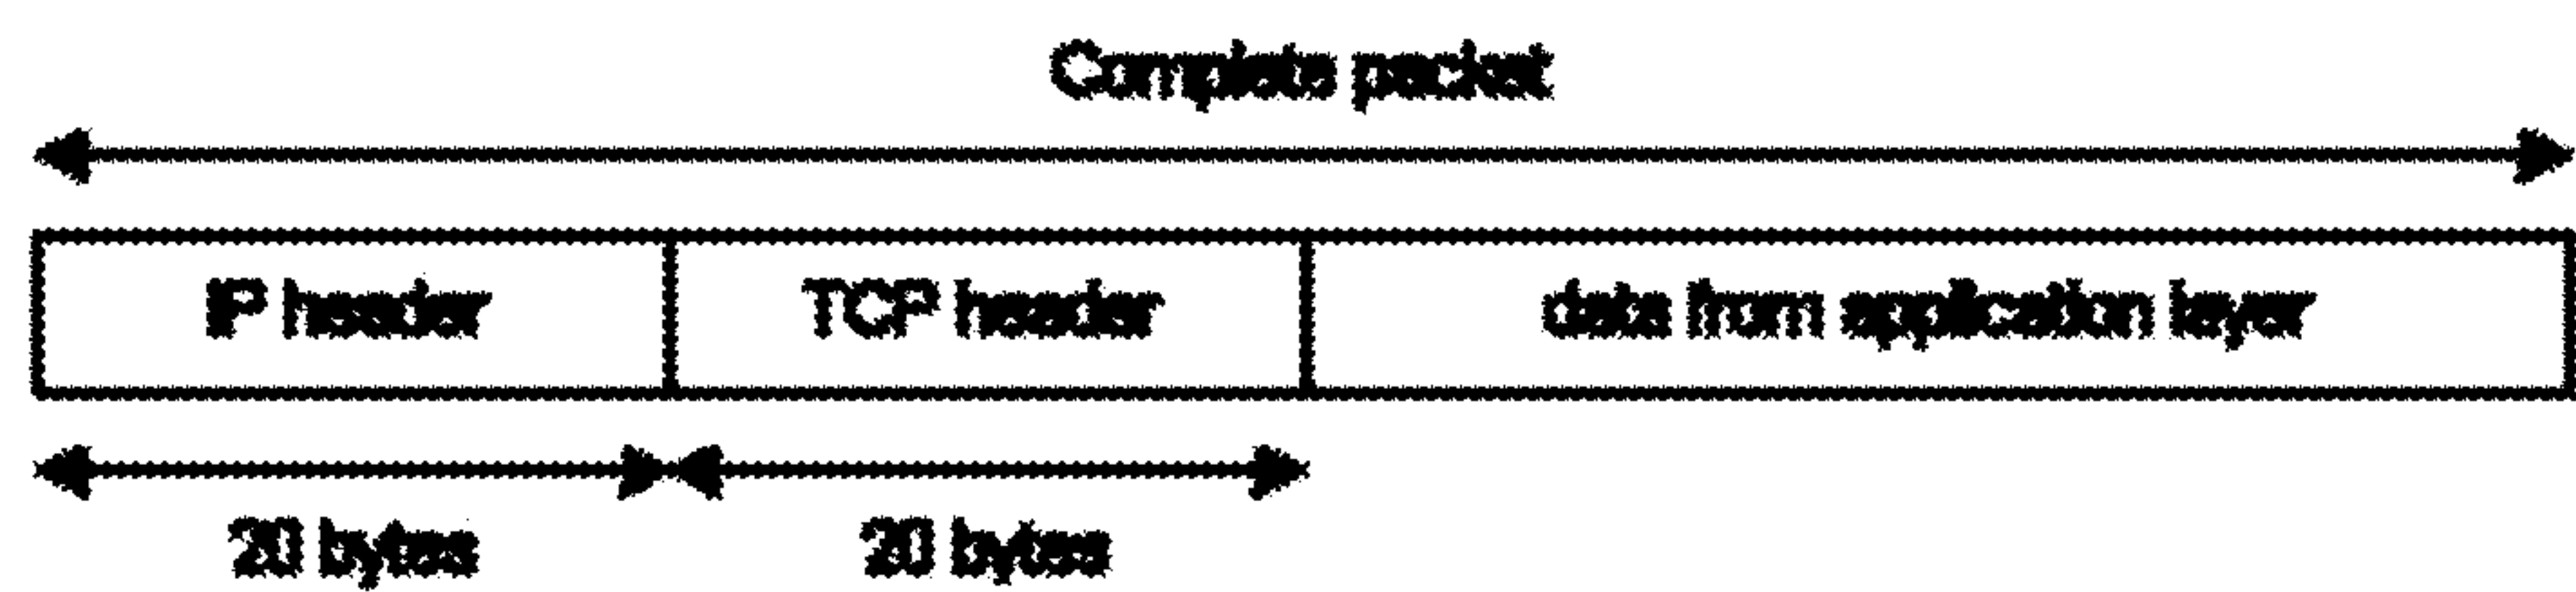 Complete packet
IP header TCP header data from application layer
20 bytes 20 bytes